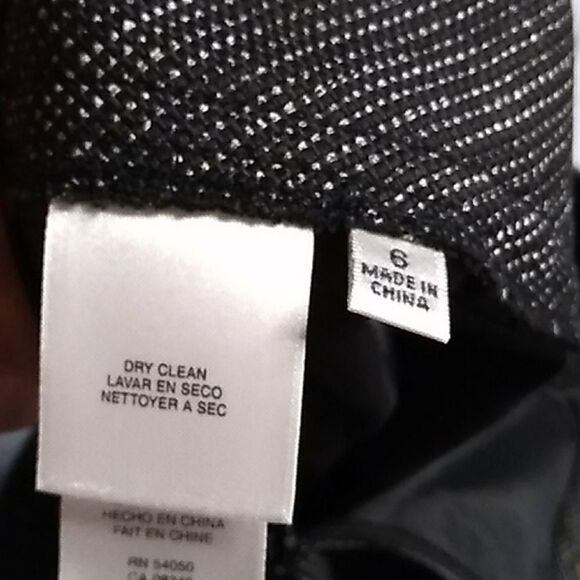 DRY CLEAN
LAVAR EN SECO
NETTOYER A SEC
HECHO EN CHINA
FAIT EN CHINE
RN 54050
CA
6
MADE IN
CHINA